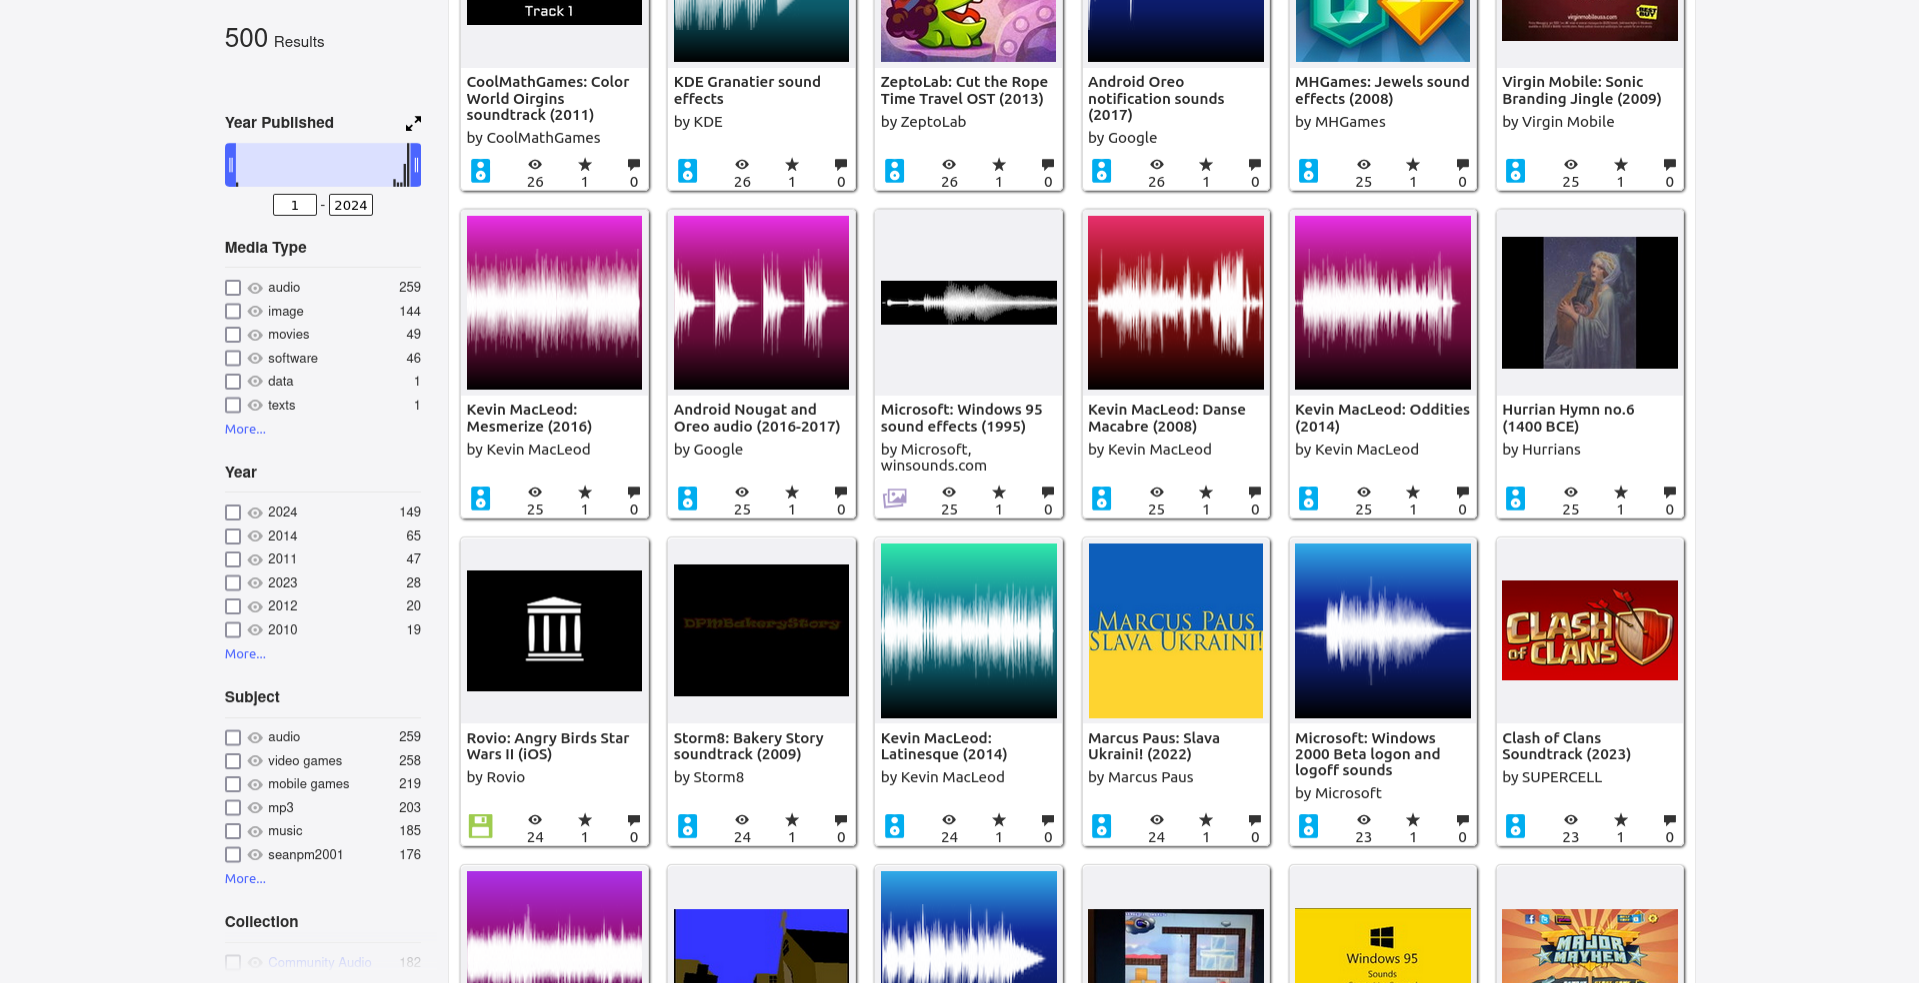 500 Results
Year Published
1 - 2024
Media Type
audio 259
image 144
movies 49
software 46
data 1
texts 1
More...
Year
2024 149
2014 65
2011 47
2023 28
2012 20
2010 19
More...
Subject
audio 259
video games 258
mobile games 219
mp3 203
music 185
seanpm2001 176
More...
Collection
Community Audio 182
Track 1
CoolMathGames: Color
World Oirgins
soundtrack (2011)
by CoolMathGames
26 1 0
KDE Granatier sound
effects
by KDE
26 1 0
ZeptoLab: Cut the Rope
Time Travel OST (2013)
by ZeptoLab
26 1 0
Android Oreo
notification sounds
(2017)
by Google
26 1 0
MHGames: Jewels sound
effects (2008)
by MHGames
25 1 0
virginmobileusa.com
BEST
BUY
Virgin Mobile: Sonic
Branding Jingle (2009)
by Virgin Mobile
25 1 0
Kevin MacLeod:
Mesmerize (2016)
by Kevin MacLeod
25 1 0
Android Nougat and
Oreo audio (2016-2017)
by Google
25 1 0
Microsoft: Windows 95
sound effects (1995)
by Microsoft,
winsounds.com
25 1 0
Kevin MacLeod: Danse
Macabre (2008)
by Kevin MacLeod
25 1 0
Kevin MacLeod: Oddities
(2014)
by Kevin MacLeod
25 1 0
Hurrian Hymn no.6
(1400 BCE)
by Hurrians
25 1 0
Rovio: Angry Birds Star
Wars II (iOS)
by Rovio
24 1 0
DPMBakeryStory
Storm8: Bakery Story
soundtrack (2009)
by Storm8
24 1 0
Kevin MacLeod:
Latinesque (2014)
by Kevin MacLeod
24 1 0
Marcus Paus
Slava Ukraini!
Marcus Paus: Slava
Ukraini! (2022)
by Marcus Paus
24 1 0
Microsoft: Windows
2000 Beta logon and
logoff sounds
by Microsoft
23 1 0
CLASH
OF CLANS
Clash of Clans
Soundtrack (2023)
by SUPERCELL
23 1 0
Windows 95
Sounds
MAJOR
MAYHEM